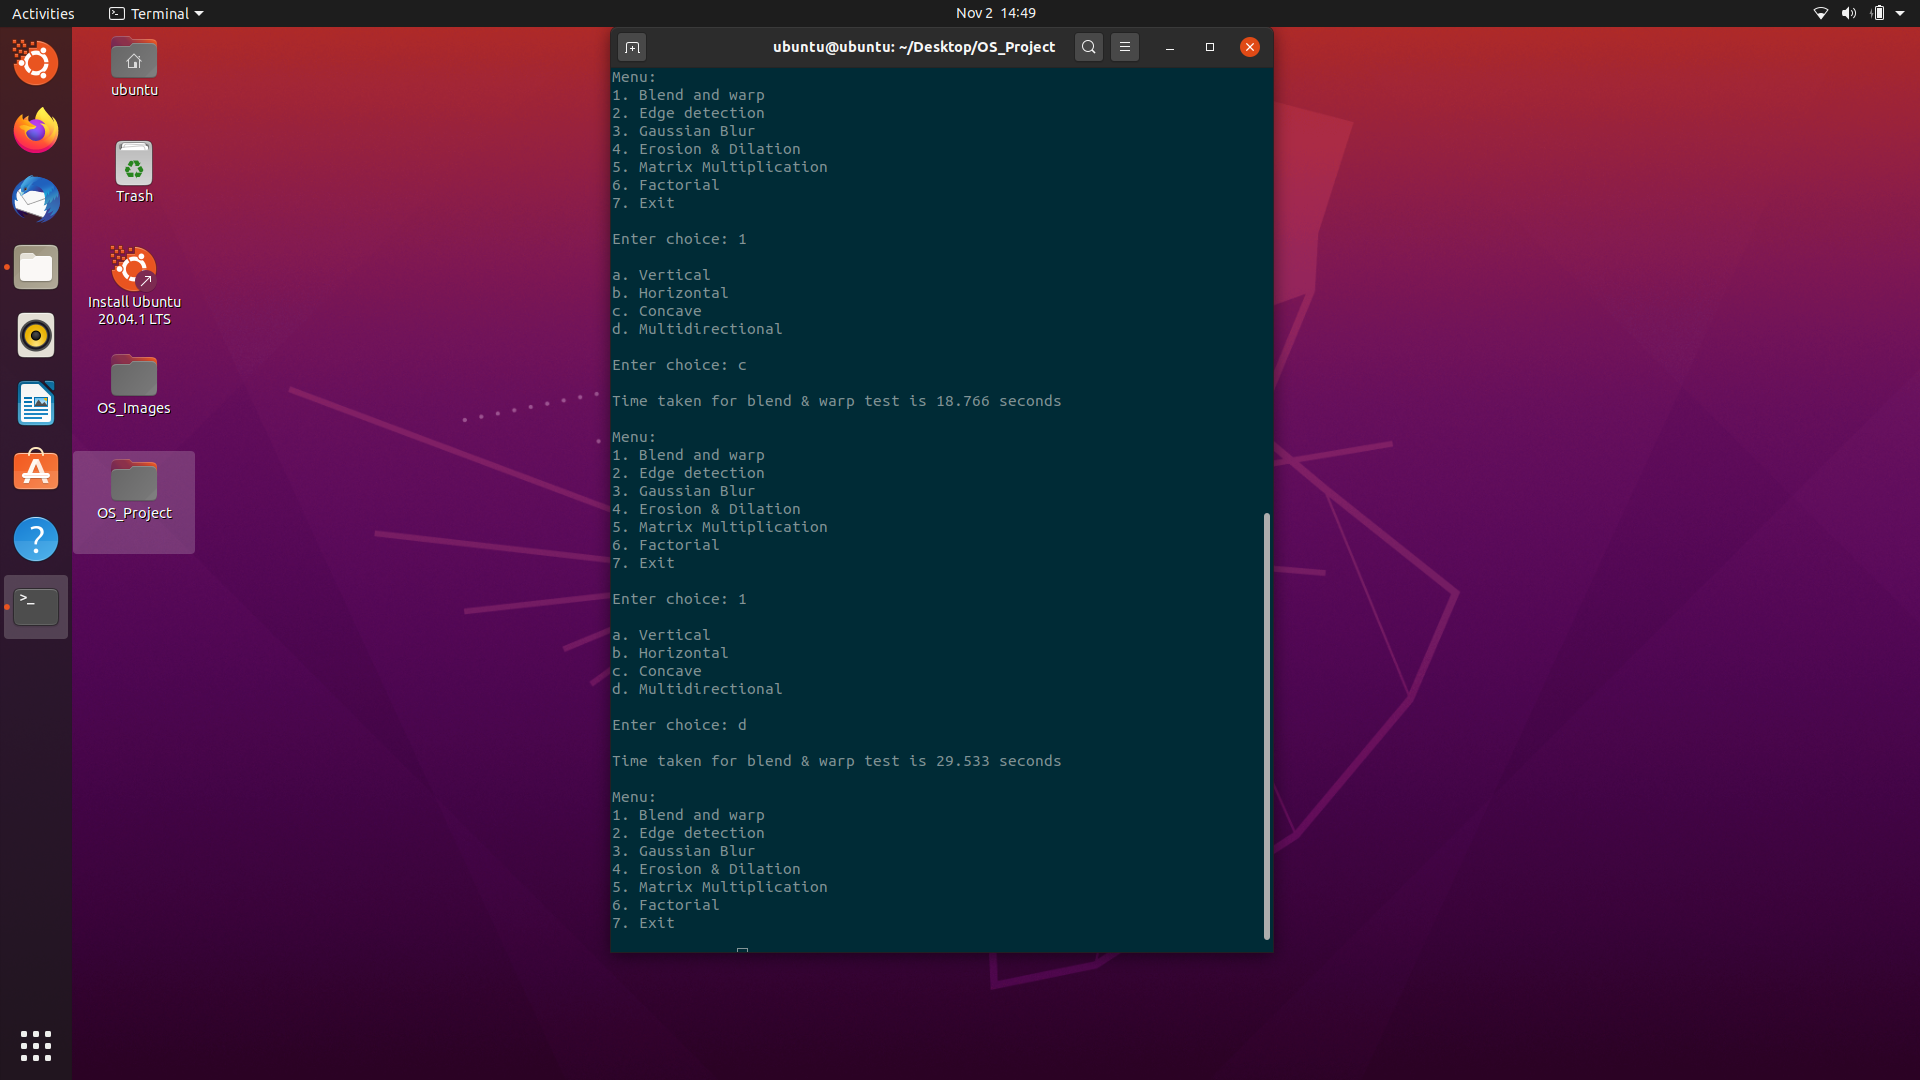 Activities
Terminal
Nov 2 14:49
ubuntu
Trash
Install Ubuntu
20.04.1 LTS
OS_Images
OS_Project
ubuntu@ubuntu: ~/Desktop/OS_Project
Menu:
1. Blend and warp
2. Edge detection
3. Gaussian Blur
4. Erosion & Dilation
5. Matrix Multiplication
6. Factorial
7. Exit
Enter choice: 1
a. Vertical
b. Horizontal
c. Concave
d. Multidirectional
Enter choice: c
Time taken for blend & warp test is 18.766 seconds
Menu:
1. Blend and warp
2. Edge detection
3. Gaussian Blur
4. Erosion & Dilation
5. Matrix Multiplication
6. Factorial
7. Exit
Enter choice: 1
a. Vertical
b. Horizontal
c. Concave
d. Multidirectional
Enter choice: d
Time taken for blend & warp test is 29.533 seconds
Menu:
1. Blend and warp
2. Edge detection
3. Gaussian Blur
4. Erosion & Dilation
5. Matrix Multiplication
6. Factorial
7. Exit